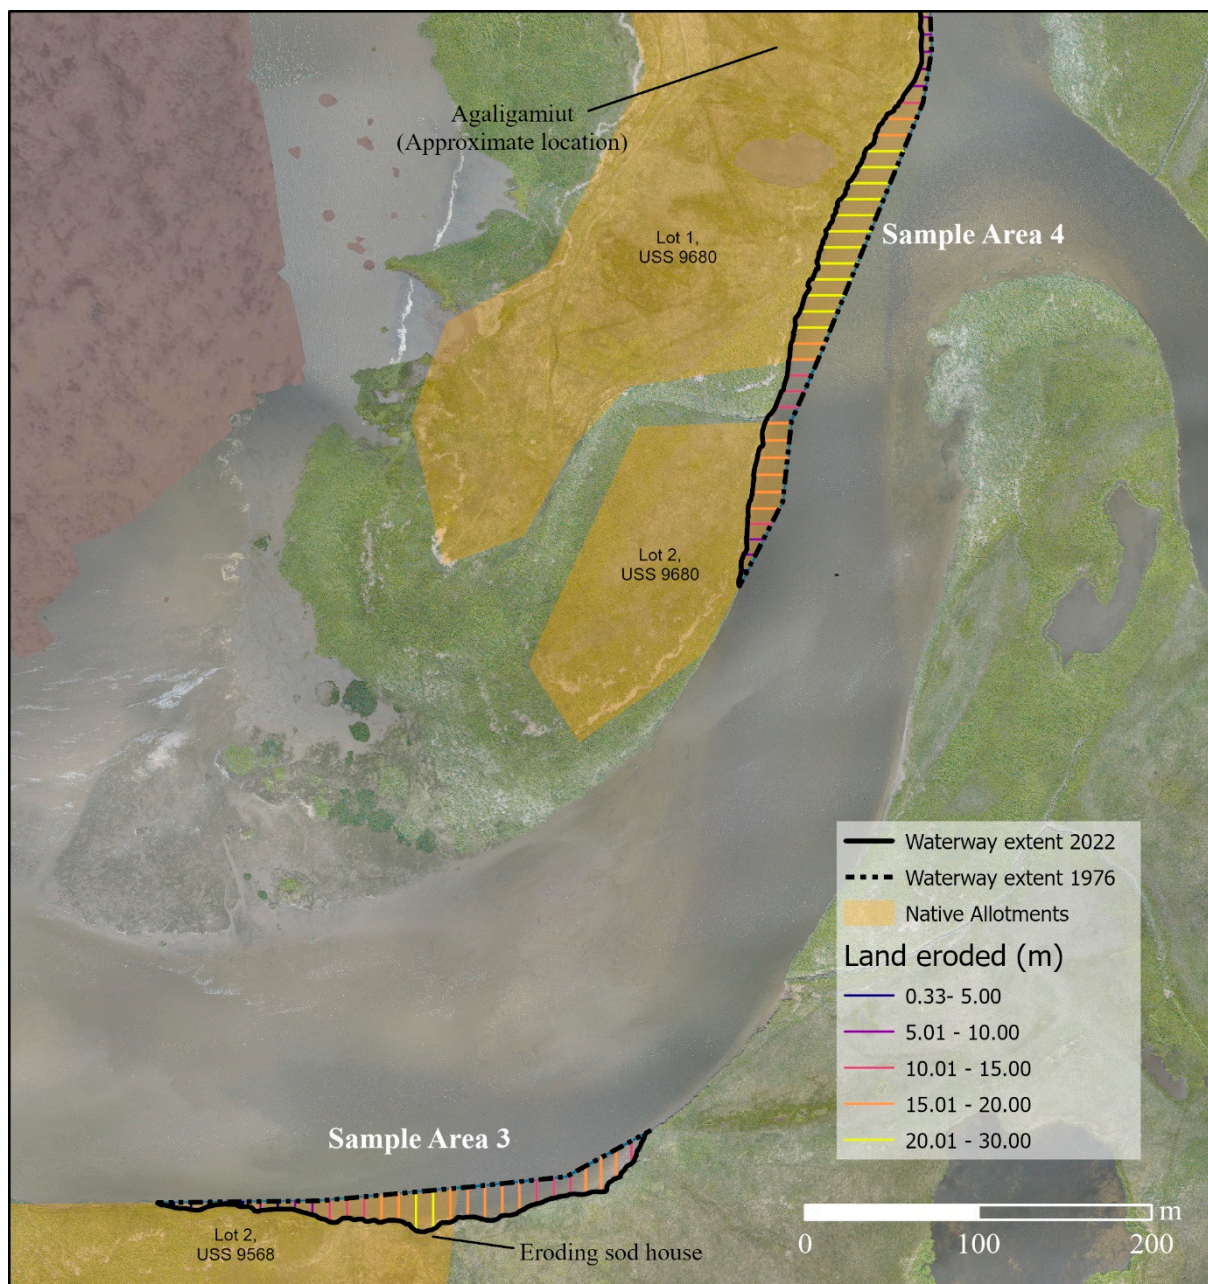 Agaligamiut
(Approximate location)
Lot 1,
USS 9680
Sample Area 4
Lot 2,
USS 9680
Waterway extent 2022
Waterway extent 1976
Native Allotments
Land eroded (m)
0.33- 5.00
5.01 - 10.00
10.01 - 15.00
15.01 - 20.00
20.01 - 30.00
Sample Area 3
m
0 100 200
Lot 2,
USS 9568
Eroding sod house